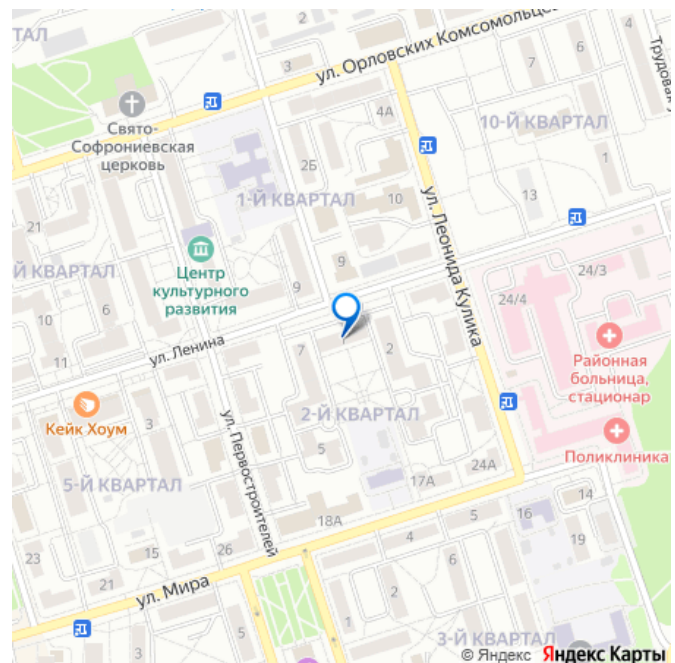 ТАЛ
2
3
ул. Орловских Комсомольцев
6
7
4
Трудовая у
4А
Свято-
Софрониевская
церковь
10-Й КВАРТАЛ
2Б
1
1-Й КВАРТАЛ
10
13
21
ул. Леонида Кулика
Й КВАРТАЛ
Центр
культурного
развития
9
9
24/3
24/4
6
10
11
ул. Ленина
7
2
Районная
больница,
стационар
Кейк Хоум
3
ул. Первостроителей
2-Й КВАРТАЛ
5
Поликлиника
5-Й КВАРТАЛ
24А
17А
14
18А
16
5
23
15
26
4
19
21
ул. Мира
2
5
1
6
2
3-Й КВАРТАЛ
© Яндекс Яндекс Карты